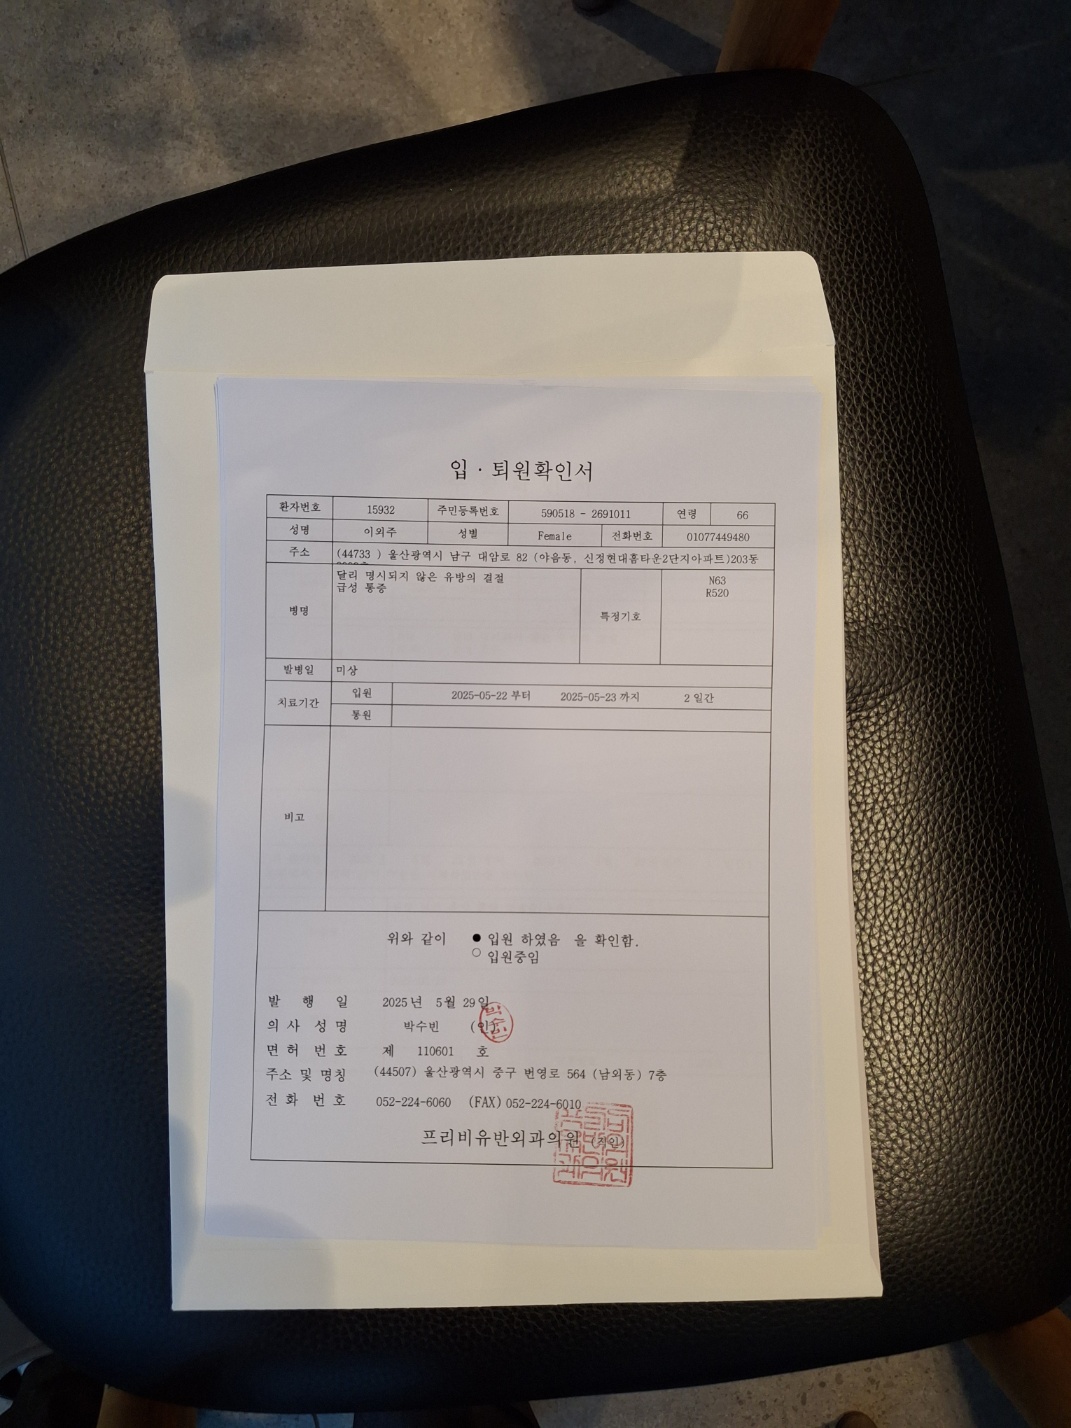 입 · 퇴원확인서
환자번호 15932 주민등록번호 590518 - 2691011 연령 66
성명 이외주 성별 Female 전화번호 01077449480
주소 (44733 ) 울산광역시 남구 대암로 82 (야음동, 신정현대홈타운2단지아파트)203동
병명 달리 명시되지 않은 유방의 결절 특정기호 N63
급성 통증 R520
발병일 미상
치료기간 입원 2025-05-22 부터 2025-05-23 까지 2 일간
통원
비고
위와 같이 ● 입원 하였음 을 확인함.
○ 입원중임
발 행 일 2025 년 5월 29일
의 사 성 명 박수빈 (인)
면 허 번 호 제 110601 호
주소 및 명칭 (44507) 울산광역시 중구 번영로 564 (남외동) 7층
전 화 번 호 052-224-6060 (FAX) 052-224-6010
프리비유반외과의원 (직인)